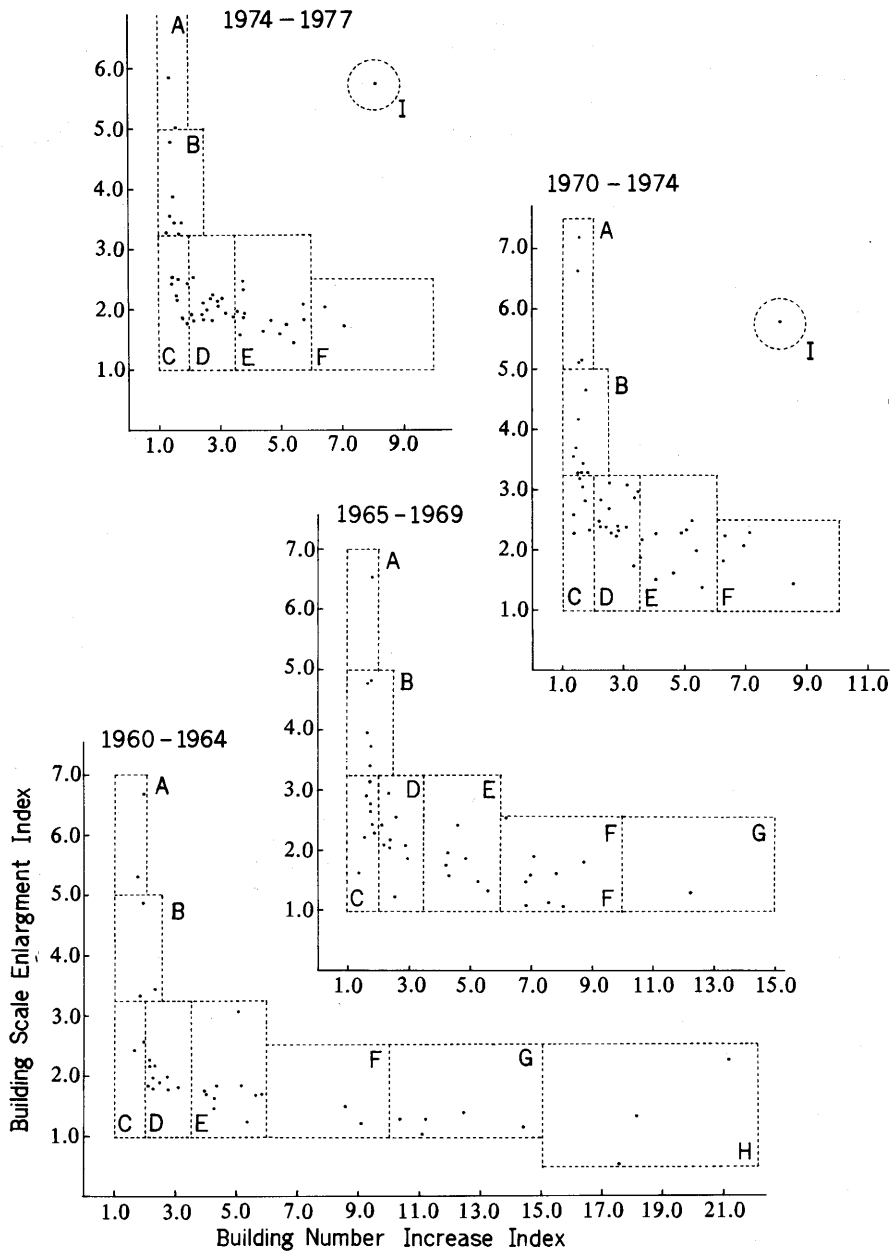 1974-1977
A
6.0
I
5.0
B
4.0
3.0
2.0
1.0
C D E F
1.0 3.0 5.0 7.0 9.0
1970-1974
A
7.0
6.0
I
5.0
B
4.0
3.0
2.0
1.0
C D E F
1.0 3.0 5.0 7.0 9.0 11.0
1965-1969
7.0
A
6.0
5.0
B
4.0
3.0
D E
F G
2.0
C F
1.0
1.0 3.0 5.0 7.0 9.0 11.0 13.0 15.0
1960-1964
7.0
A
6.0
5.0
B
4.0
3.0
F G
2.0
C D E
H
1.0
1.0 3.0 5.0 7.0 9.0 11.0 13.0 15.0 17.0 19.0 21.0
Building Scale Enlargment Index
Building Number Increase Index